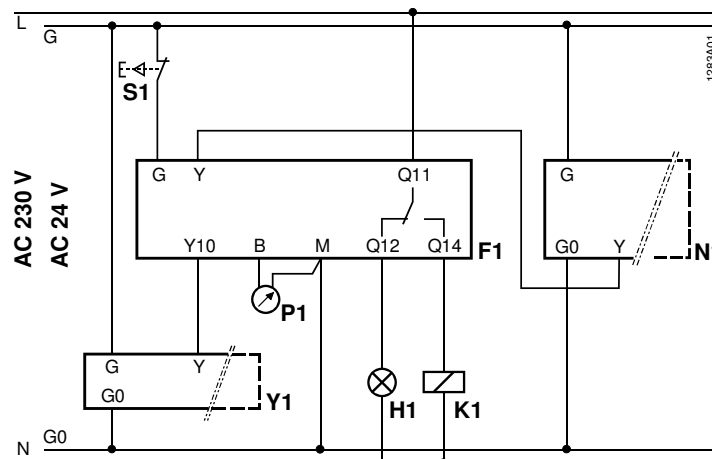 L
G
1283A01
S1
G Y Q11 G
AC 230 V
AC 24 V
Y10 B M Q12 Q14 F1
G0 Y
P1
G Y
G0 Y1
H1 K1
G0
N